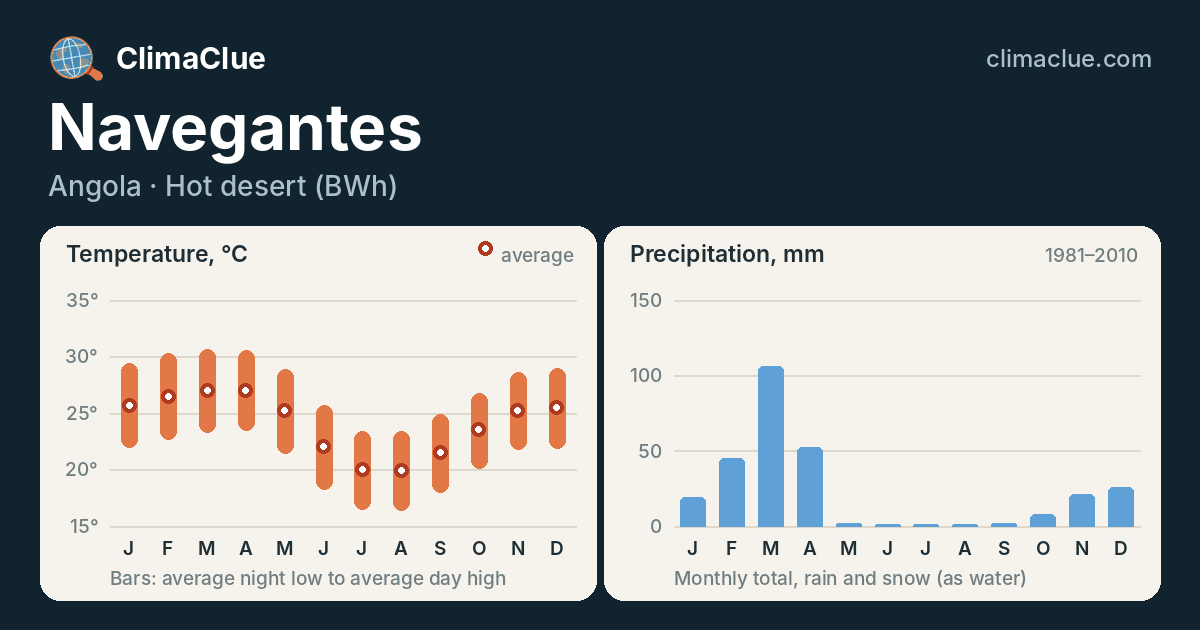 ClimaClue
climaclue.com
Navegantes
Angola · Hot desert (BWh)
Temperature, °C
average
35°
30°
25°
20°
15°
J F M A M J J A S O N D
Bars: average night low to average day high
Precipitation, mm
1981–2010
150
100
50
0
J F M A M J J A S O N D
Monthly total, rain and snow (as water)